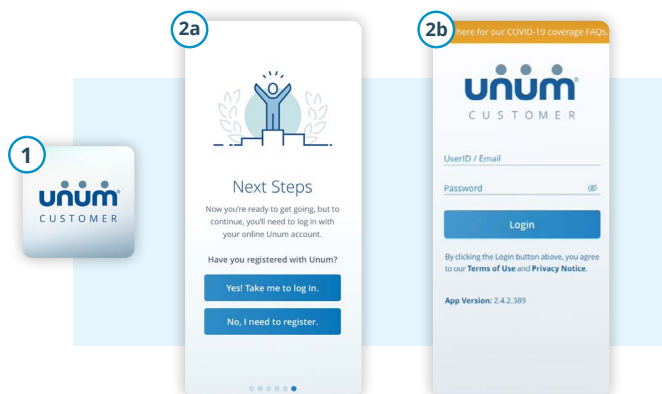 1
unum
CUSTOMER
2a
Next Steps
Now you're ready to get going, but to
continue, you'll need to log in with
your online Unum account.
Have you registered with Unum?
Yes! Take me to log in.
No, I need to register.
2b
here for our COVID-19 coverage FAQs.
unum
CUSTOMER
UserID / Email
Password
Login
By clicking the Login button above, you agree
to our Terms of Use and Privacy Notice.
App Version: 2.4.2.389